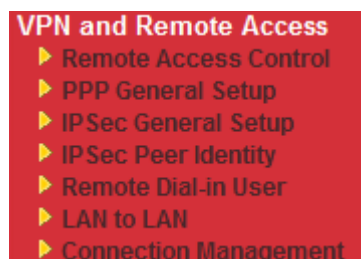 VPN and Remote Access
Remote Access Control
PPP General Setup
IPSec General Setup
IPSec Peer Identity
Remote Dial-in User
LAN to LAN
Connection Management